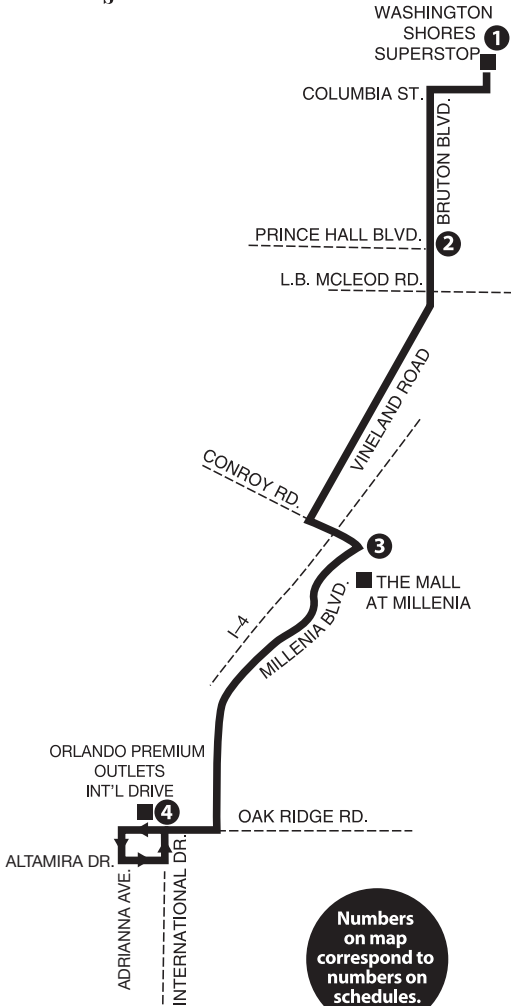 WASHINGTON
SHORES
SUPERSTOP
1
COLUMBIA ST.
BRUTON BLVD.
PRINCE HALL BLVD.
2
L.B. MCLEOD RD.
VINELAND ROAD
CONROY RD.
3
THE MALL
AT MILLENIA
I-4
MILLENIA BLVD.
ORLANDO PREMIUM
OUTLETS
INT'L DRIVE
4
OAK RIDGE RD.
ALTAMIRA DR.
ADRIANNA AVE.
INTERNATIONAL DR.
Numbers
on map
correspond to
numbers on
schedules.